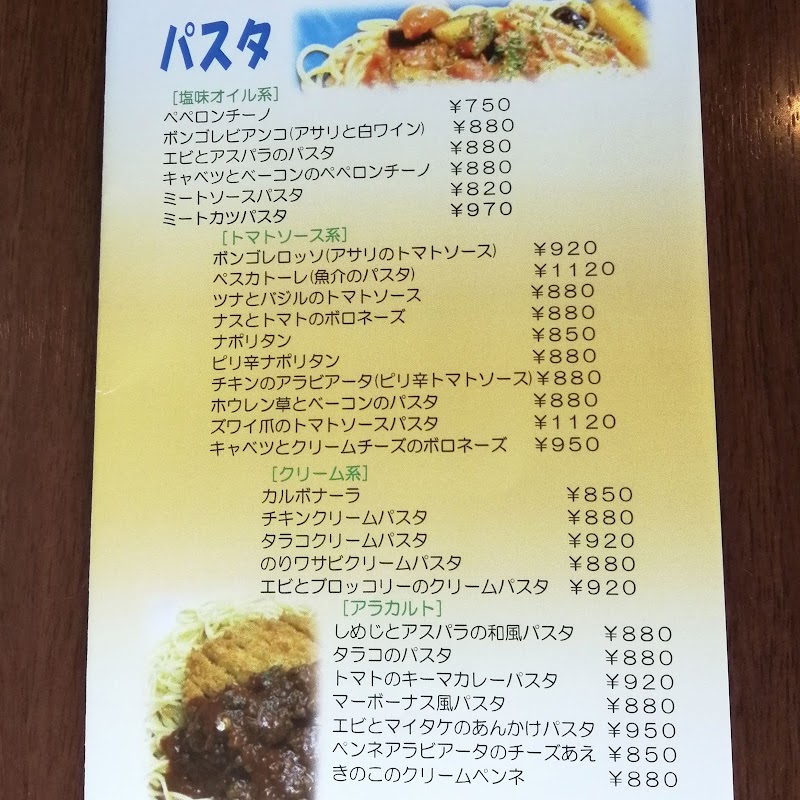 パスタ
［塩味オイル系］
ペペロンチーノ ￥750
ボンゴレビアンコ(アサリと白ワイン) ￥880
エビとアスパラのパスタ ￥880
キャベツとベーコンのペペロンチーノ ￥880
ミートソースパスタ ￥820
ミートカツパスタ ￥970
［トマトソース系］
ボンゴレロッソ(アサリのトマトソース) ￥920
ペスカトーレ(魚介のパスタ) ￥1120
ツナとバジルのトマトソース ￥880
ナスとトマトのボロネーズ ￥880
ナポリタン ￥850
ピリ辛ナポリタン ￥880
チキンのアラビアータ(ピリ辛トマトソース) ￥880
ホウレン草とベーコンのパスタ ￥880
ズワイ爪のトマトソースパスタ ￥1120
キャベツとクリームチーズのボロネーズ ￥950
［クリーム系］
カルボナーラ ￥850
チキンクリームパスタ ￥880
タラコクリームパスタ ￥920
のりワサビクリームパスタ ￥880
エビとブロッコリーのクリームパスタ ￥920
［アラカルト］
しめじとアスパラの和風パスタ ￥880
タラコのパスタ ￥880
トマトのキーマカレーパスタ ￥920
マーボーナス風パスタ ￥880
エビとマイタケのあんかけパスタ ￥950
ペンネアラビアータのチーズあえ ￥850
きのこのクリームペンネ ￥880